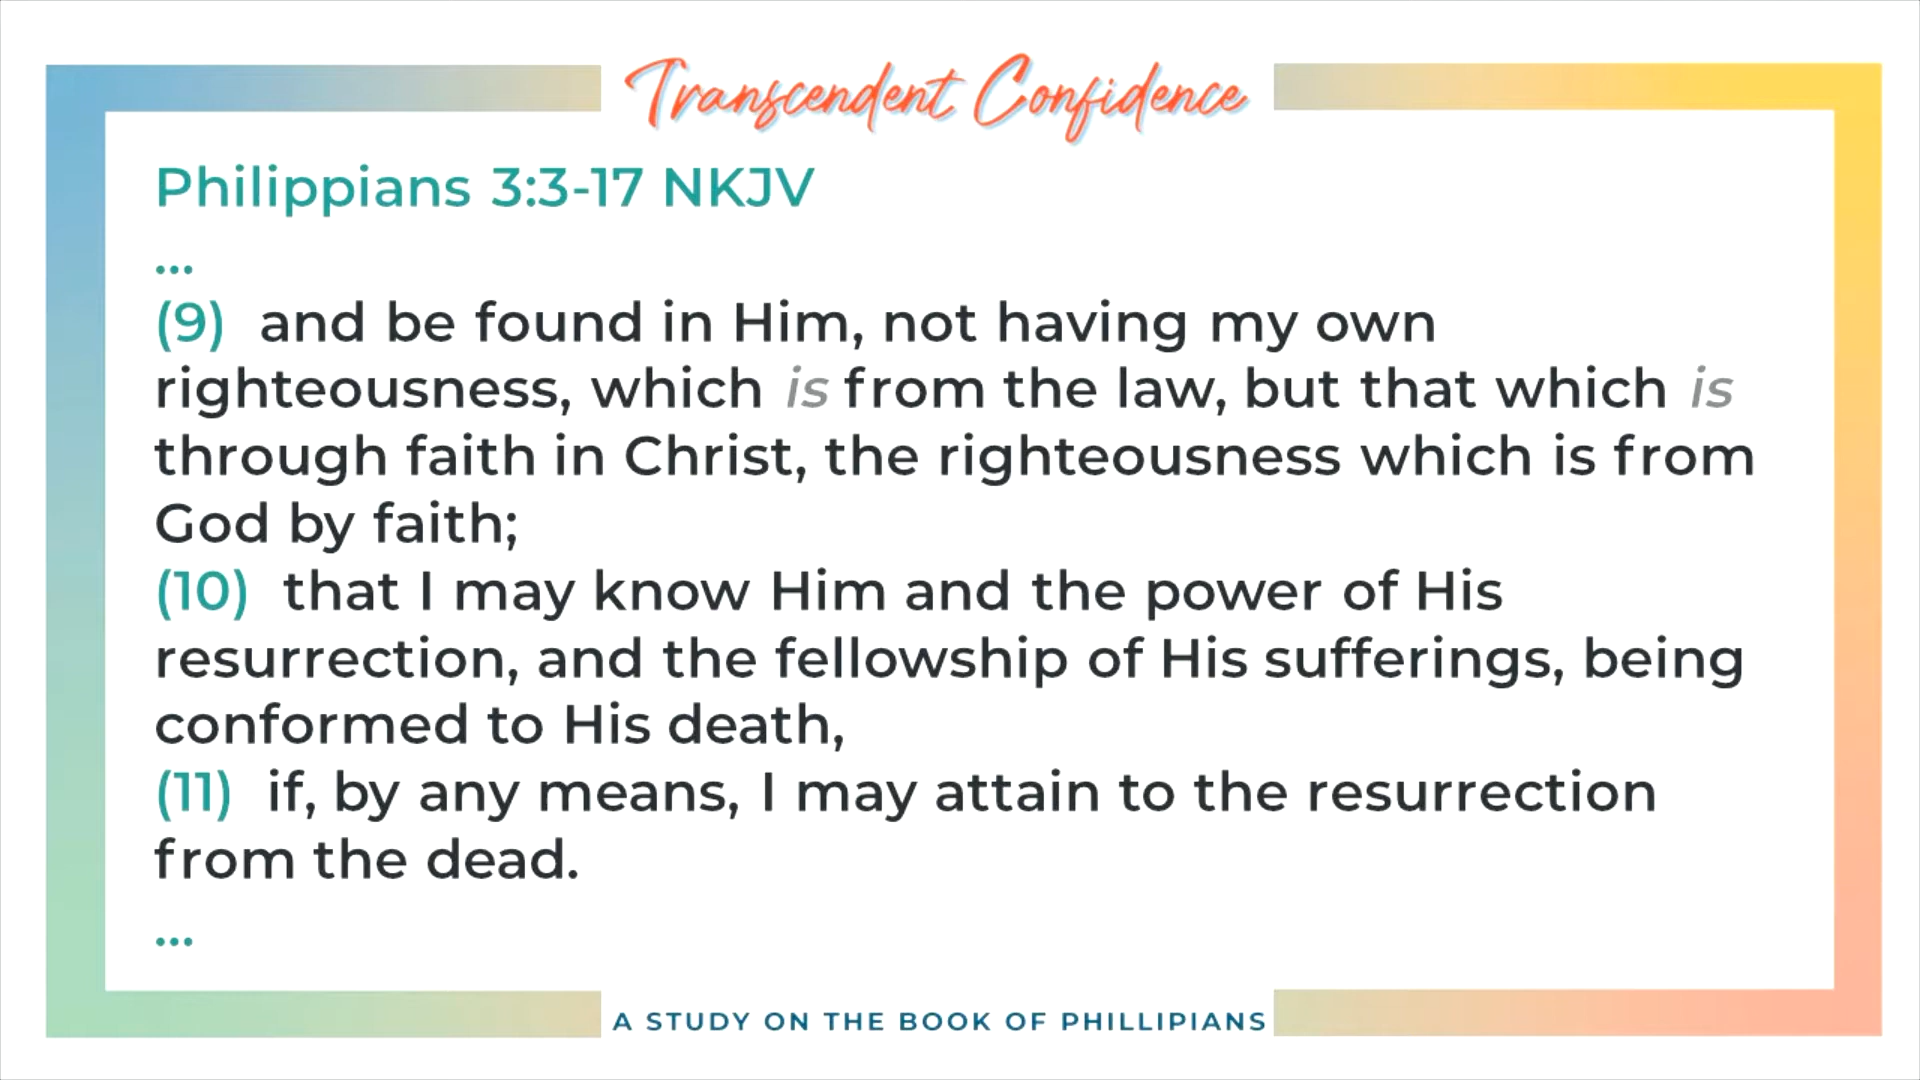 Transcendent Confidence
Philippians 3:3-17 NKJV
...
(9) and be found in Him, not having my own
righteousness, which is from the law, but that which is
through faith in Christ, the righteousness which is from
God by faith;
(10) that I may know Him and the power of His
resurrection, and the fellowship of His sufferings, being
conformed to His death,
(11) if, by any means, I may attain to the resurrection
from the dead.
...
A STUDY ON THE BOOK OF PHILLIPIANS